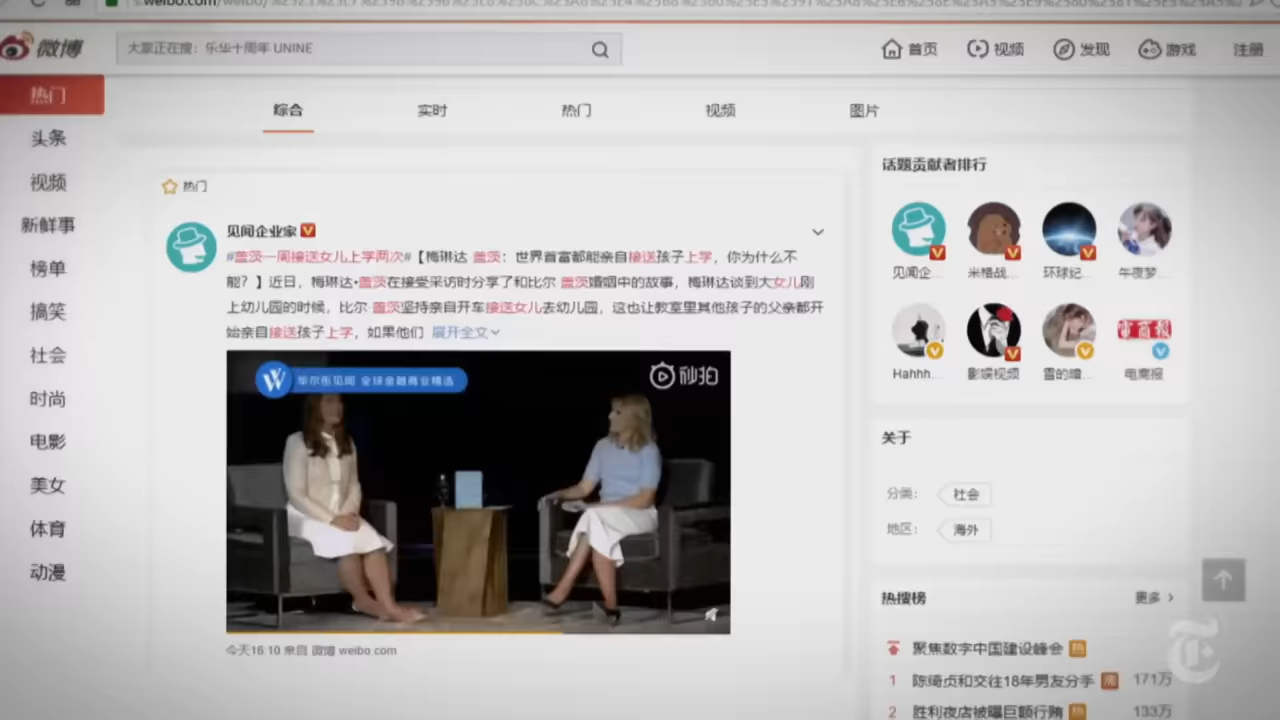 微博
大家正在搜：乐华十周年 UNINE
首页
视频
发现
游戏
注册
热门
头条
视频
新鲜事
榜单
搞笑
社会
时尚
电影
美女
体育
动漫
综合
实时
热门
视频
图片
热门
见闻企业家
#盖茨一周接送女儿上学两次#【梅琳达 盖茨：世界首富都能亲自接送孩子上学，你为什么不
能？】近日，梅琳达·盖茨在接受采访时分享了和比尔 盖茨婚姻中的故事，梅琳达谈到大女儿刚
上幼儿园的时候，比尔 盖茨坚持亲自开车接送女儿去幼儿园，这也让教室里其他孩子的父亲都开
始亲自接送孩子上学，如果他们 展开全文
华尔街见闻 全球金融商业精选
秒拍
今天16:10 来自 微博 weibo.com
话题贡献者排行
见闻企...
米格战...
环球纪...
午夜梦...
Hahhh...
影娱视频
雪的瞳...
电商报
关于
分类：
社会
地区：
海外
热搜榜
更多
聚焦数字中国建设峰会 热
1 陈绮贞和交往18年男友分手 沸 171万
2 胜利夜店被曝巨额行贿 热 133万